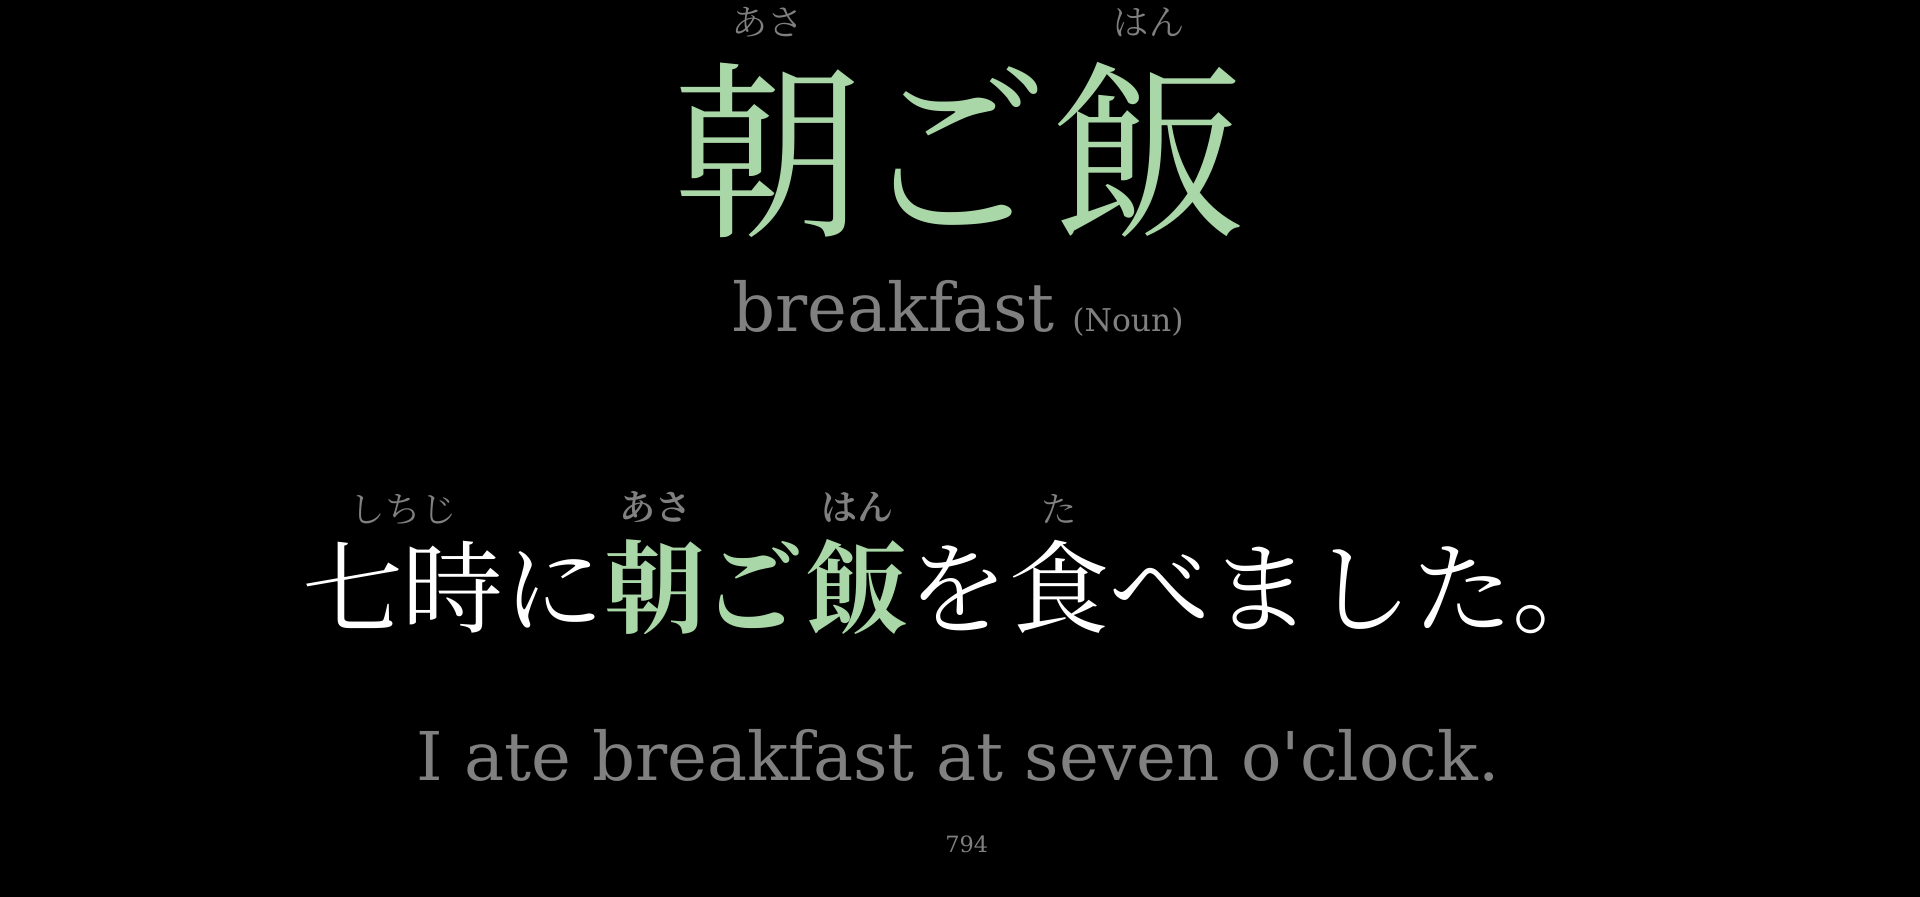 あさ はん
朝ご飯
breakfast (Noun)
しちじ あさ はん た
七時に朝ご飯を食べました。
I ate breakfast at seven o'clock.
794